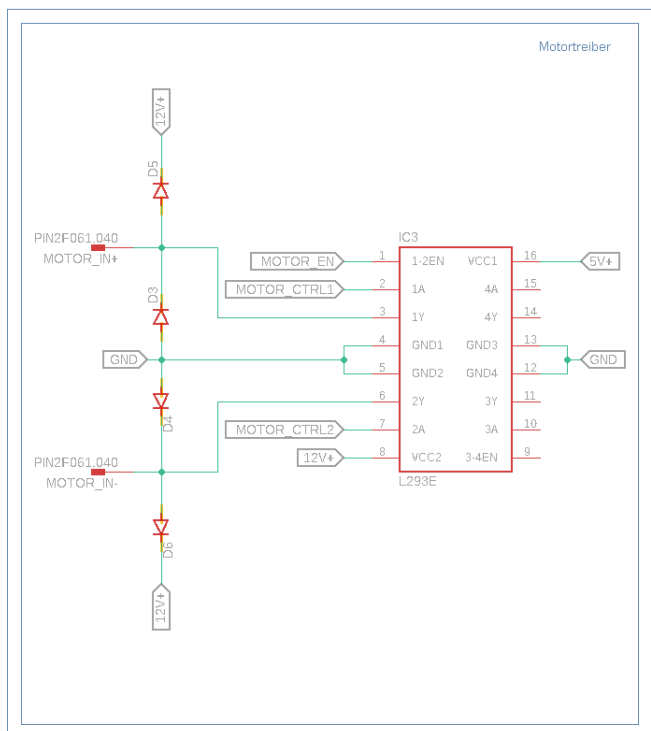 Motortreiber
12V+
D5
PIN2F061.040
MOTOR_IN+
D3
GND
D4
PIN2F061.040
MOTOR_IN-
D6
12V+
IC3
MOTOR_EN 1 1-2EN VCC1 16 5V+
MOTOR_CTRL1 2 1A 4A 15
3 1Y 4Y 14
4 GND1 GND3 13
5 GND2 GND4 12 GND
6 2Y 3Y 11
MOTOR_CTRL2 7 2A 3A 10
12V+ 8 VCC2 3-4EN 9
L293E